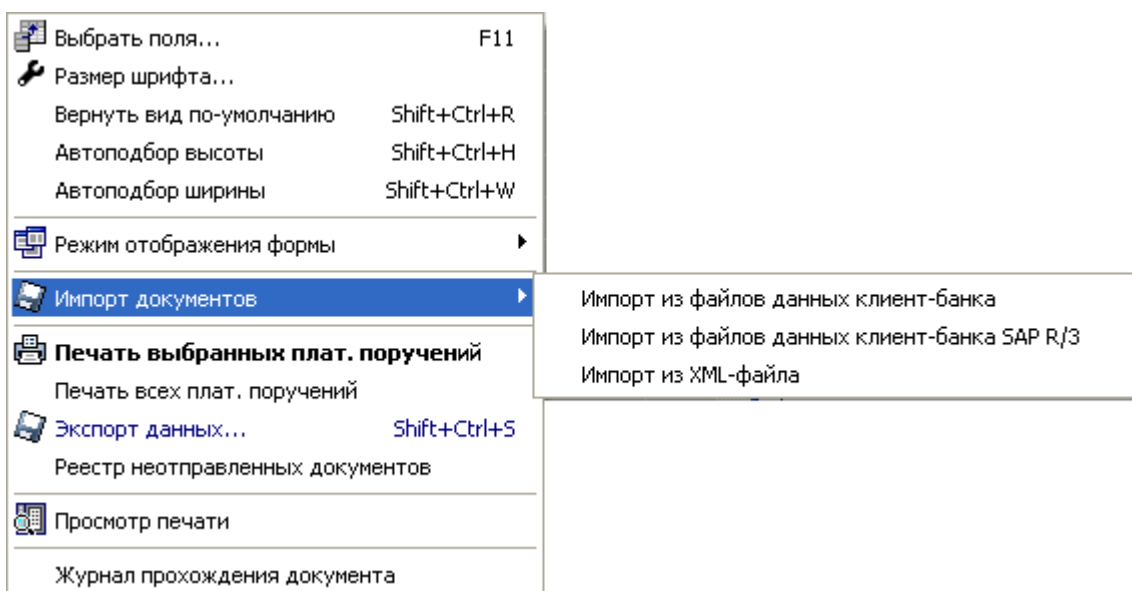 Выбрать поля... F11
Размер шрифта...
Вернуть вид по-умолчанию Shift+Ctrl+R
Автоподбор высоты Shift+Ctrl+H
Автоподбор ширины Shift+Ctrl+W
Режим отображения формы
Импорт документов
Импорт из файлов данных клиент-банка
Импорт из файлов данных клиент-банка SAP R/3
Импорт из XML-файла
Печать выбранных плат. поручений
Печать всех плат. поручений
Экспорт данных... Shift+Ctrl+S
Реестр неотправленных документов
Просмотр печати
Журнал прохождения документа